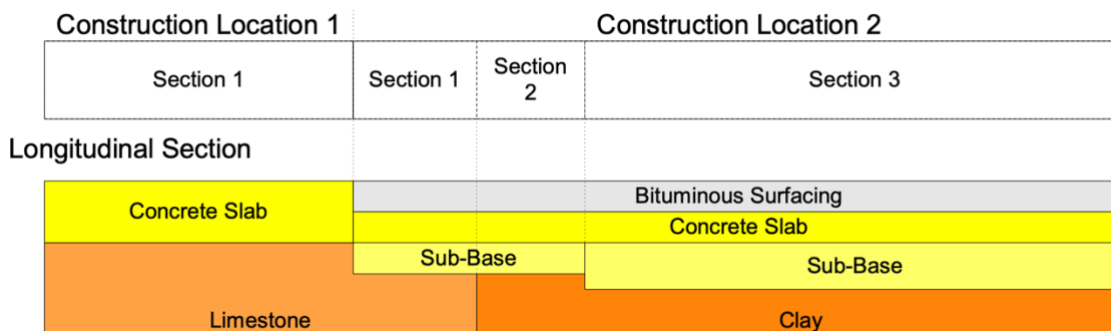 Construction Location 1
Construction Location 2
Section 1
Section 1
Section
2
Section 3
Longitudinal Section
Concrete Slab
Bituminous Surfacing
Concrete Slab
Sub-Base
Sub-Base
Limestone
Clay